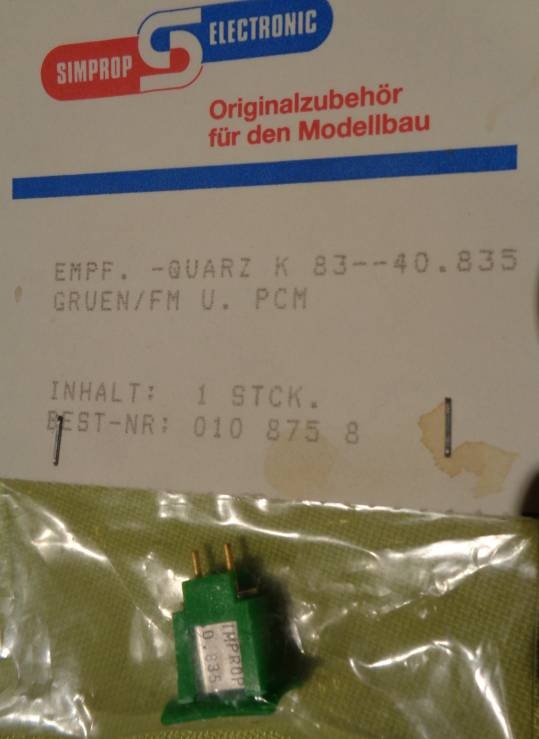 SIMPROP ELECTRONIC
Originalzubehör
für den Modellbau
EMPF. -QUARZ K 83--40.835
GRUEN/FM U. PCM
INHALT: 1 STCK.
BEST-NR: 010 875 8
IMPROP
0.835